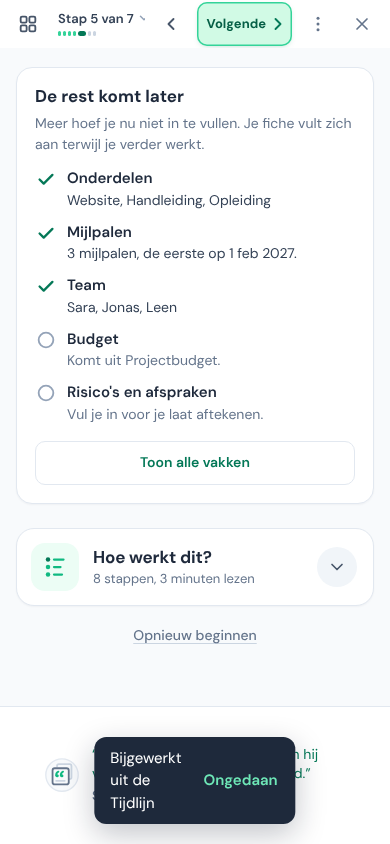 Stap 5 van 7
Volgende
De rest komt later
Meer hoef je nu niet in te vullen. Je fiche vult zich
aan terwijl je verder werkt.
Onderdelen
Website, Handleiding, Opleiding
Mijlpalen
3 mijlpalen, de eerste op 1 feb 2027.
Team
Sara, Jonas, Leen
Budget
Komt uit Projectbudget.
Risico's en afspraken
Vul je in voor je laat aftekenen.
Toon alle vakken
Hoe werkt dit?
8 stappen, 3 minuten lezen
Opnieuw beginnen
hij
Bijgewerkt
uit de
Tijdlijn
Ongedaan